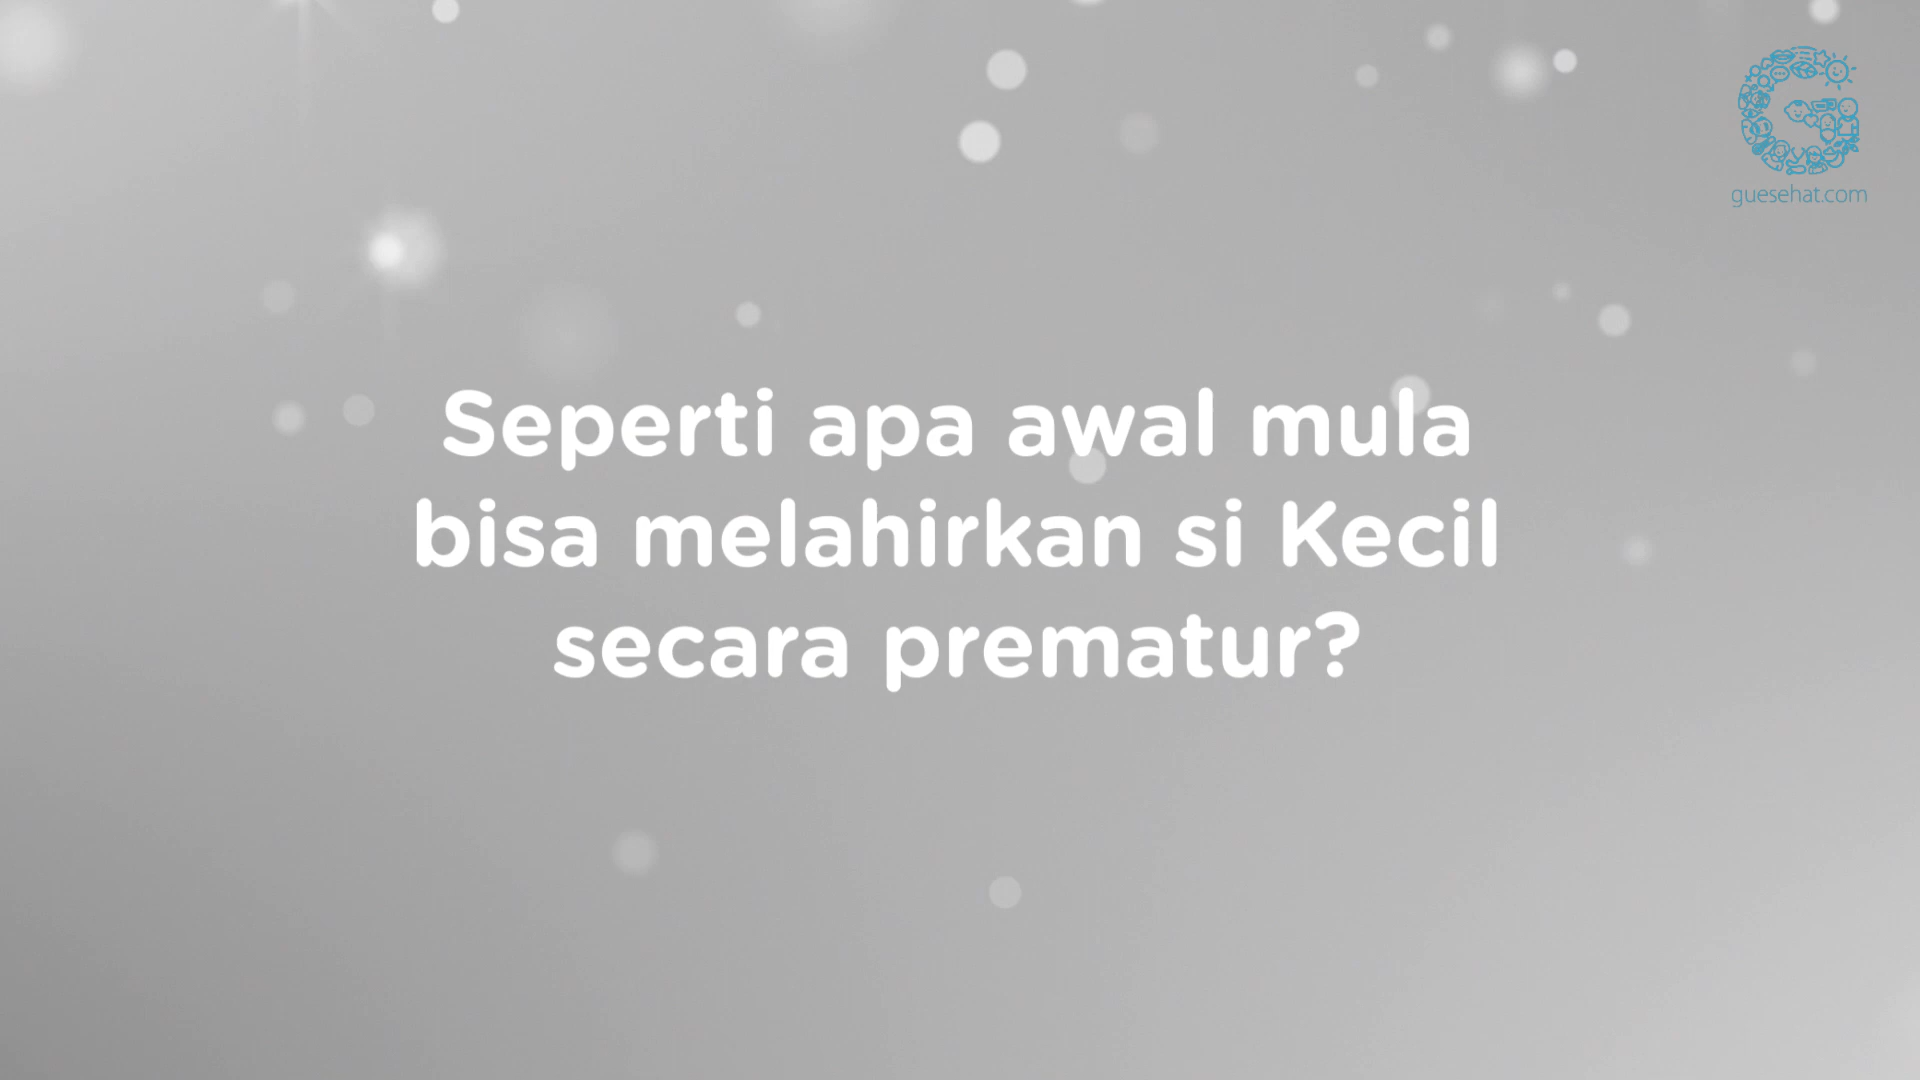 guesehat.com
Seperti apa awal mula
bisa melahirkan si Kecil
secara prematur?